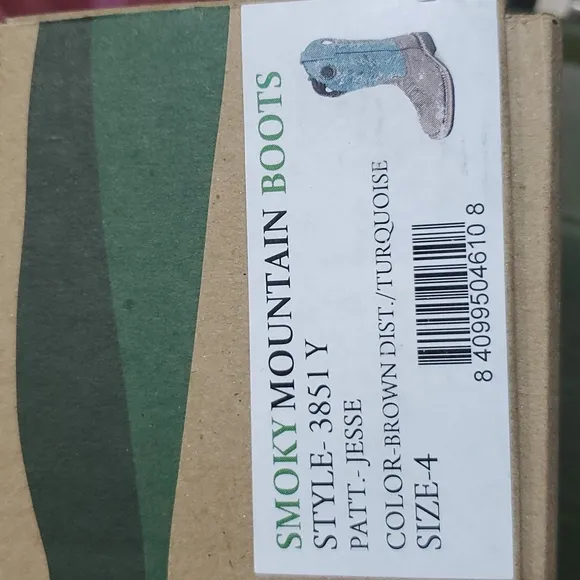 SMOKY MOUNTAIN BOOTS
STYLE- 3851 Y
PATT.- JESSE
COLOR-BROWN DIST./TURQUOISE
SIZE-4
8 40995 04610 8